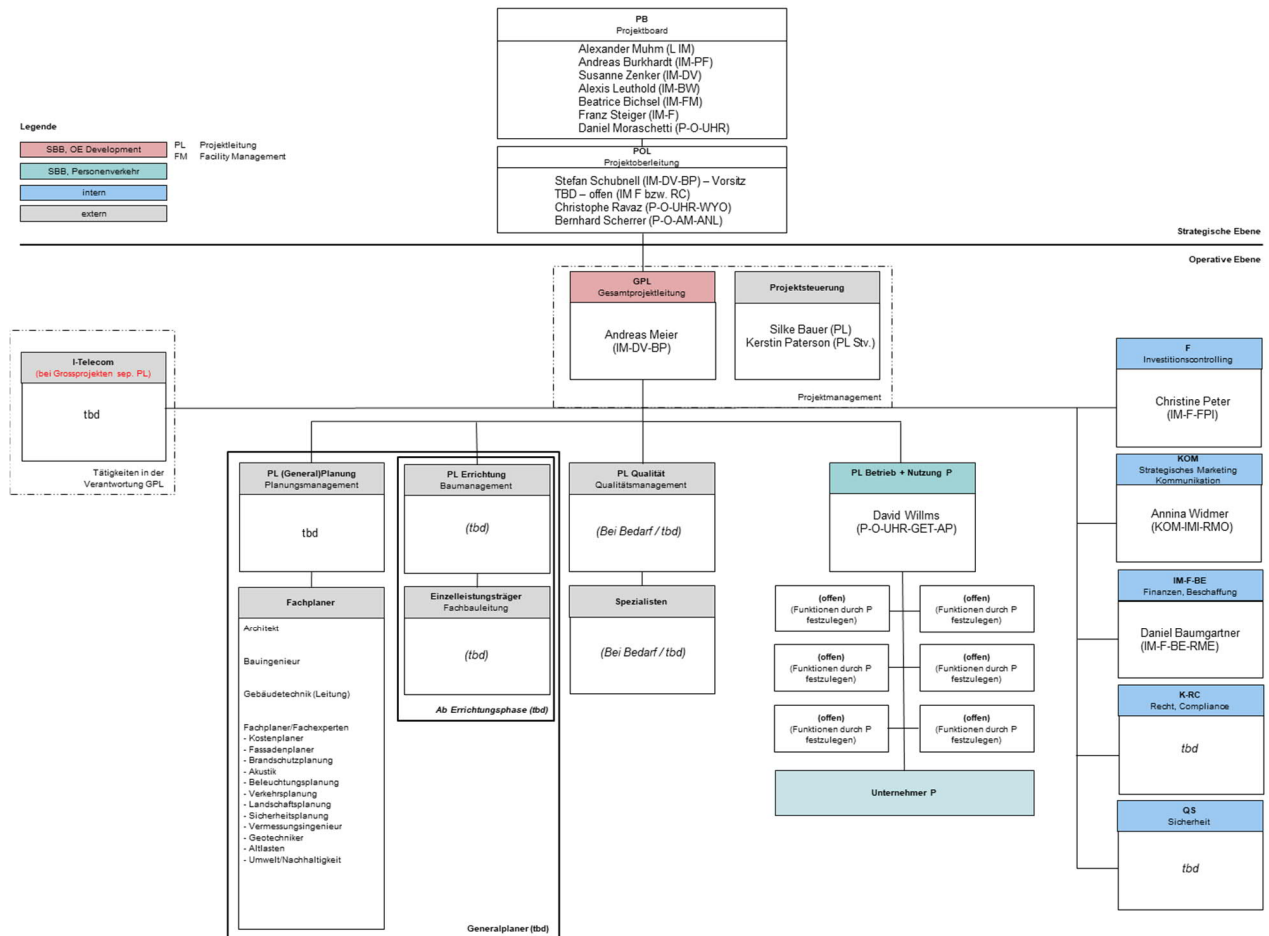 PB
Projektboard
Alexander Muhm (L IM)
Andreas Burkhardt (IM-PF)
Susanne Zenker (IM-DV)
Alexis Leuthold (IM-BW)
Beatrice Bichsel (IM-FM)
Franz Steiger (IM-F)
Daniel Moraschetti (P-O-UHR)
Legende
SBB, OE Development
PL Projektleitung
FM Facility Management
SBB, Personenverkehr
intern
extern
POL
Projektoberleitung
Stefan Schubnell (IM-DV-BP) – Vorsitz
TBD – offen (IM F bzw. RC)
Christophe Ravaz (P-O-UHR-WYO)
Bernhard Scherrer (P-O-AM-ANL)
Strategische Ebene
Operative Ebene
GPL
Gesamtprojektleitung
Andreas Meier
(IM-DV-BP)
Projektsteuerung
Silke Bauer (PL)
Kerstin Paterson (PL Stv.)
Projektmanagement
I-Telecom
(bei Grossprojekten sep. PL)
tbd
Tätigkeiten in der
Verantwortung GPL
F
Investitionscontrolling
Christine Peter
(IM-F-FPI)
KOM
Strategisches Marketing
Kommunikation
Annina Widmer
(KOM-IMI-RMO)
IM-F-BE
Finanzen, Beschaffung
Daniel Baumgartner
(IM-F-BE-RME)
K-RC
Recht, Compliance
tbd
QS
Sicherheit
tbd
PL (General)Planung
Planungsmanagement
tbd
Fachplaner
Architekt
Bauingenieur
Gebäudetechnik (Leitung)
Fachplaner/Fachexperten
- Kostenplaner
- Fassadenplaner
- Brandschutzplanung
- Akustik
- Beleuchtungsplanung
- Verkehrsplanung
- Landschaftsplanung
- Sicherheitsplanung
- Vermessungsingenieur
- Geotechniker
- Altlasten
- Umwelt/Nachhaltigkeit
PL Errichtung
Baumanagement
(tbd)
Einzelleistungsträger
Fachbauleitung
(tbd)
Ab Errichtungsphase (tbd)
Generalplaner (tbd)
PL Qualität
Qualitätsmanagement
(Bei Bedarf / tbd)
Spezialisten
(Bei Bedarf / tbd)
PL Betrieb + Nutzung P
David Willms
(P-O-UHR-GET-AP)
(offen)
(Funktionen durch P
festzulegen)
(offen)
(Funktionen durch P
festzulegen)
(offen)
(Funktionen durch P
festzulegen)
(offen)
(Funktionen durch P
festzulegen)
(offen)
(Funktionen durch P
festzulegen)
(offen)
(Funktionen durch P
festzulegen)
Unternehmer P